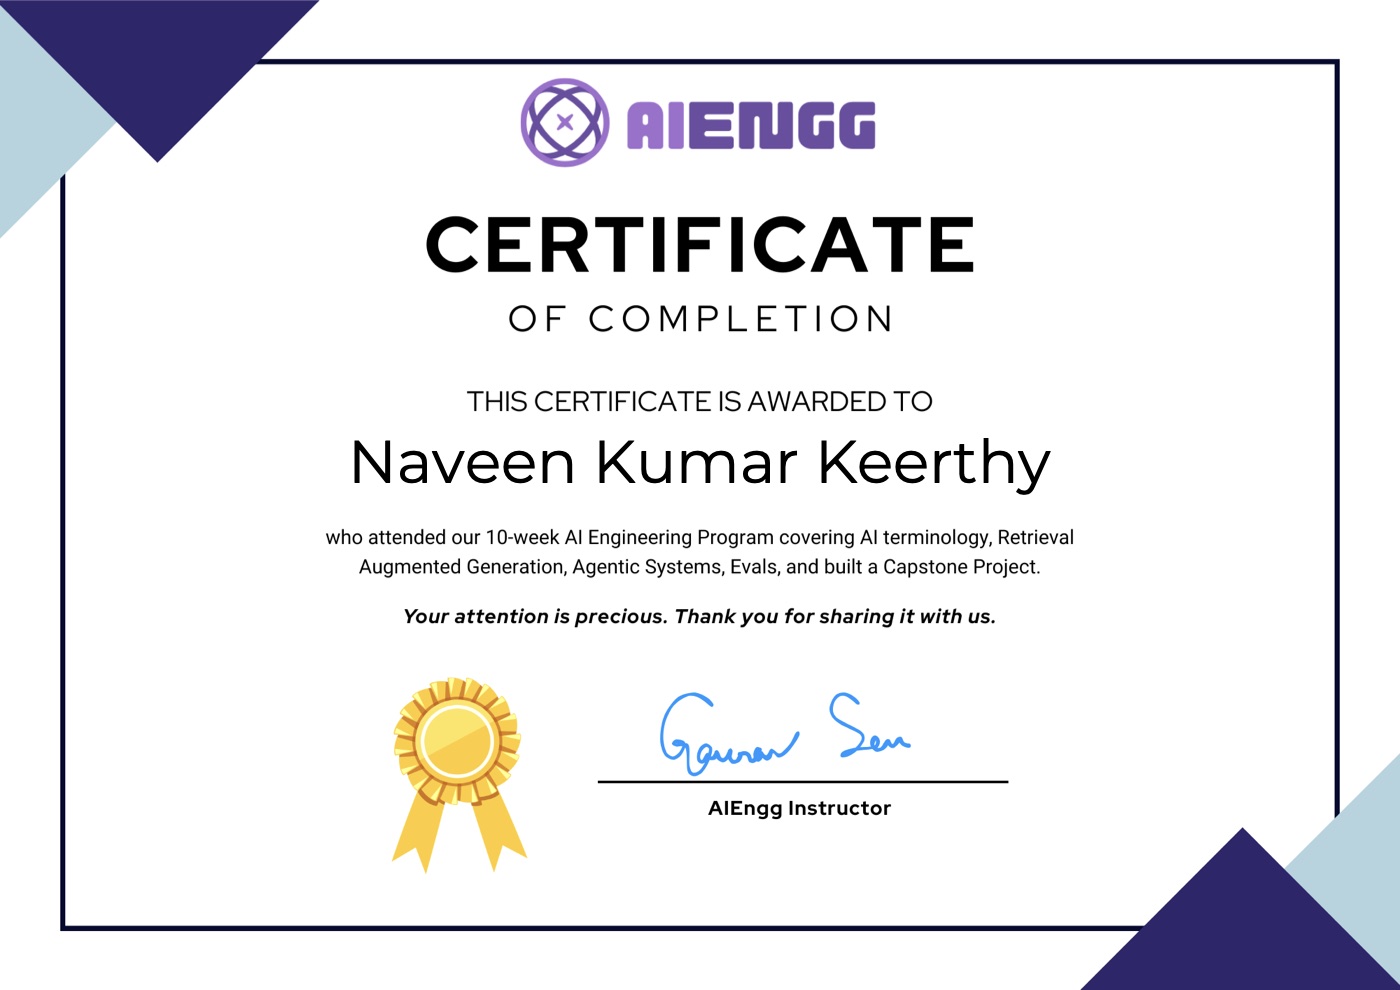 AIENGG
CERTIFICATE
OF COMPLETION
THIS CERTIFICATE IS AWARDED TO
Naveen Kumar Keerthy
who attended our 10-week AI Engineering Program covering AI terminology, Retrieval
Augmented Generation, Agentic Systems, Evals, and built a Capstone Project.
Your attention is precious. Thank you for sharing it with us.
Gaurav Sen
AIEngg Instructor